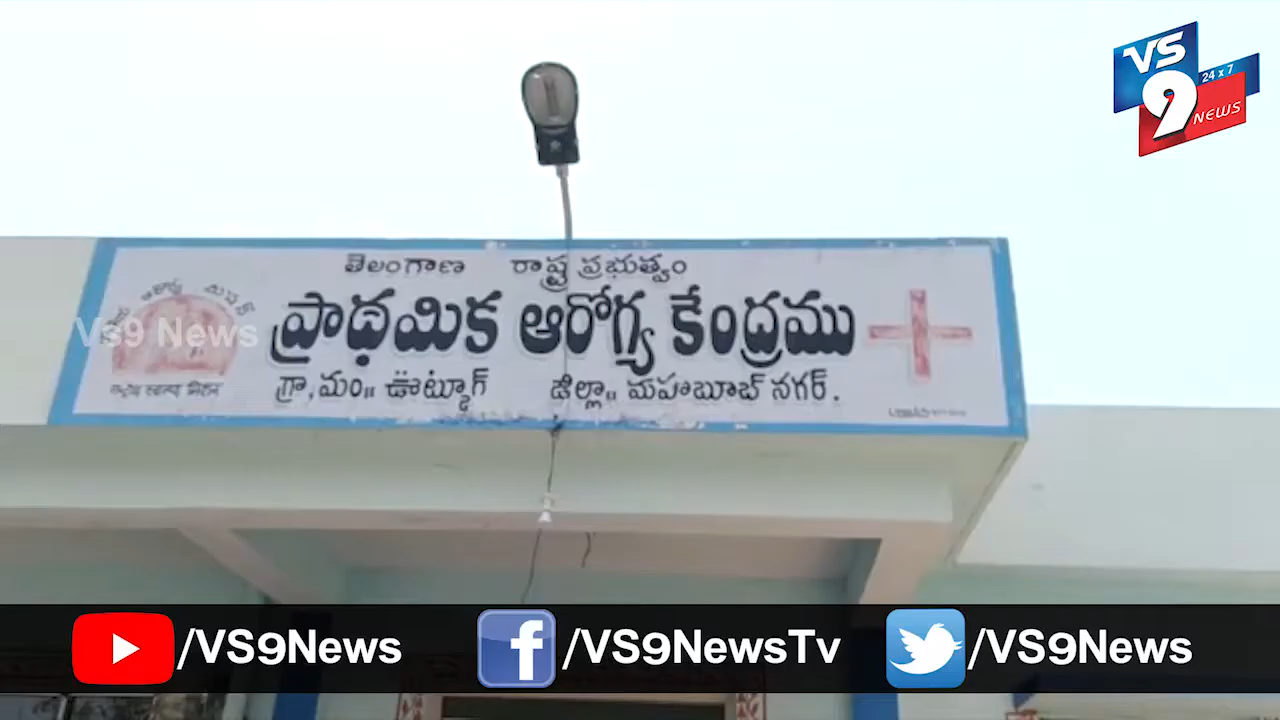 VS
24 x 7
9
NEWS
తెలంగాణ రాష్ట్ర ప్రభుత్వం
ప్రాథమిక ఆరోగ్య కేంద్రము
గ్రా,మం॥ ఊట్కూర్ జిల్లా॥ మహబూబ్ నగర్.
Vs9 News
/VS9News
/VS9NewsTv
/VS9News